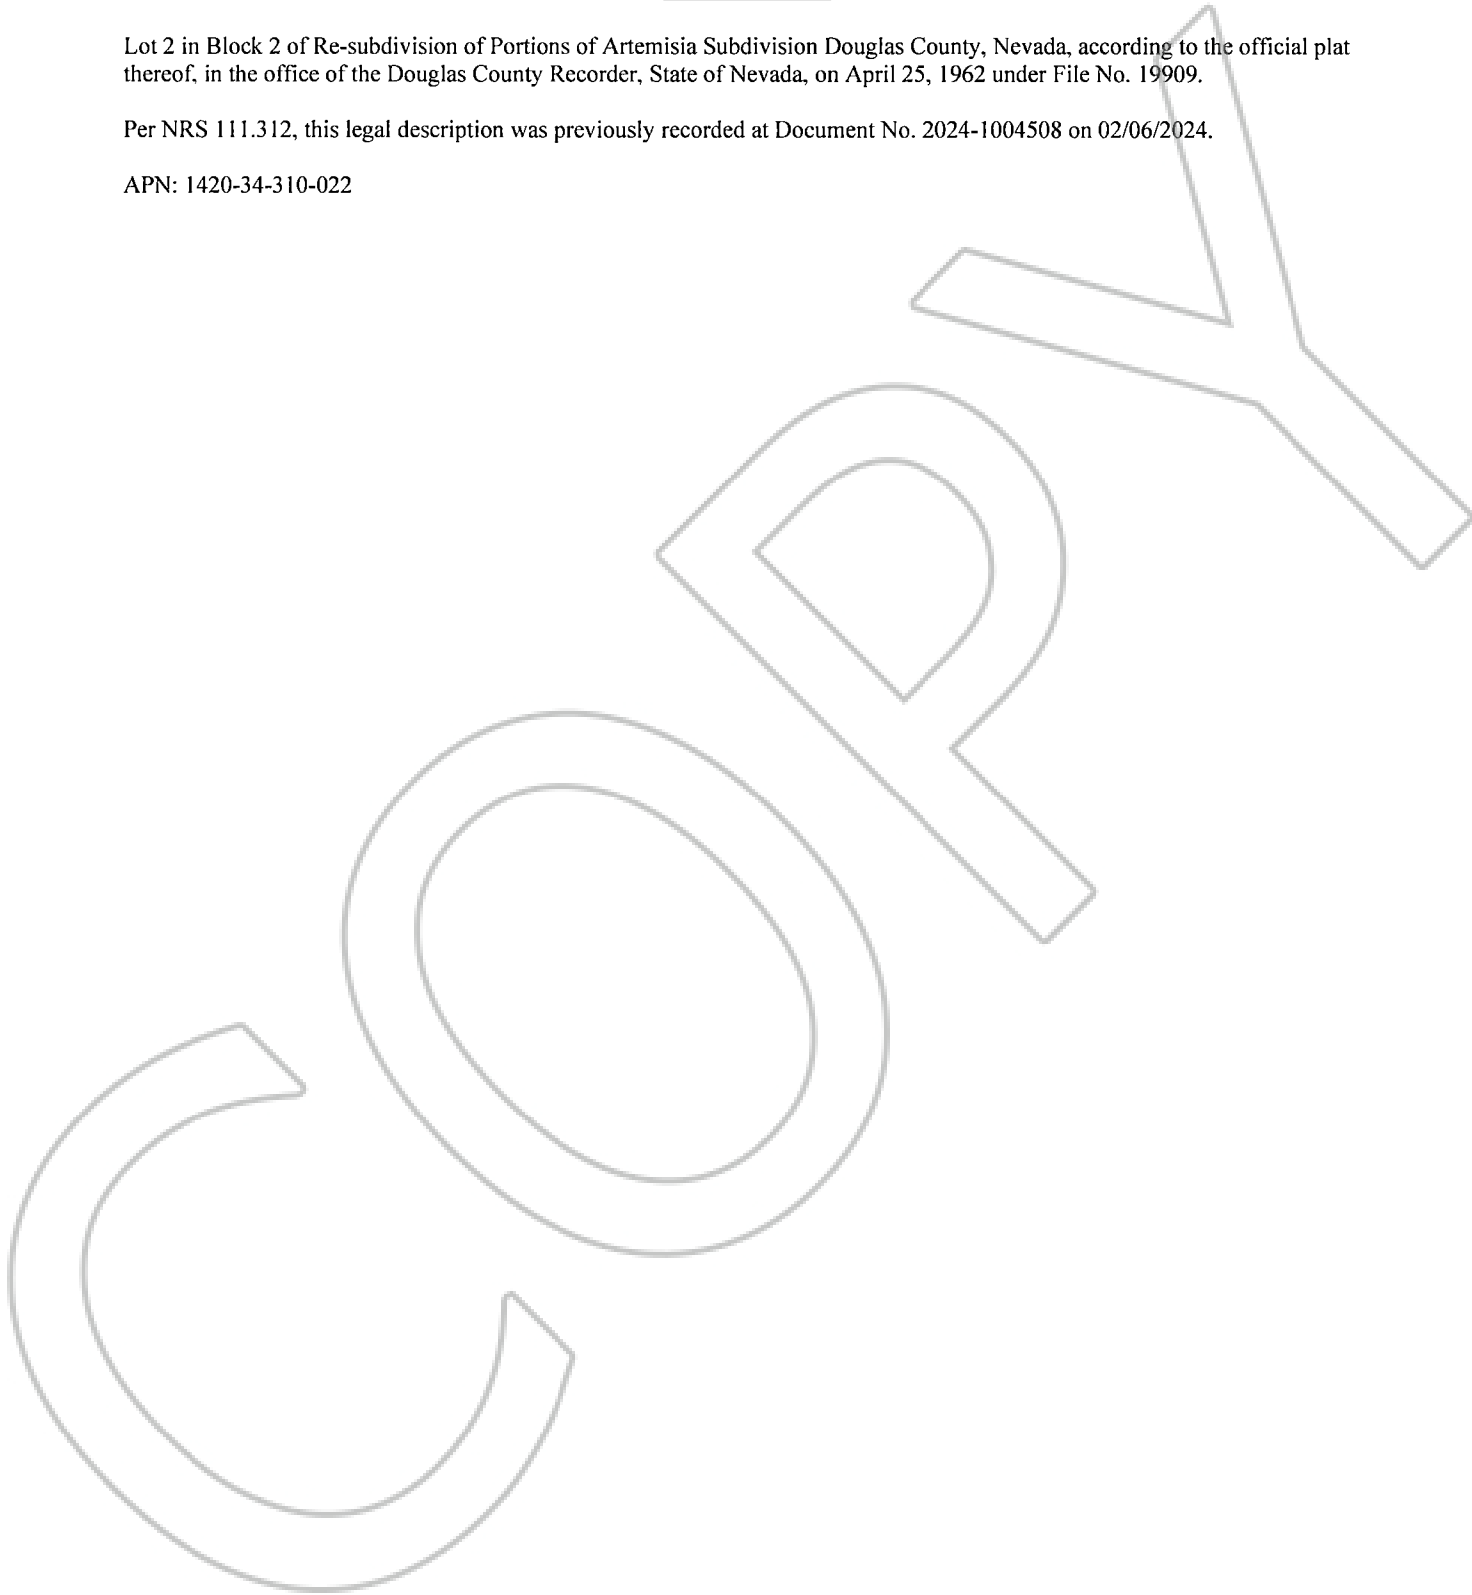 Lot 2 in Block 2 of Re-subdivision of Portions of Artemisia Subdivision Douglas County, Nevada, according to the official plat
thereof, in the office of the Douglas County Recorder, State of Nevada, on April 25, 1962 under File No. 19909.
Per NRS 111.312, this legal description was previously recorded at Document No. 2024-1004508 on 02/06/2024.
APN: 1420-34-310-022
COPY